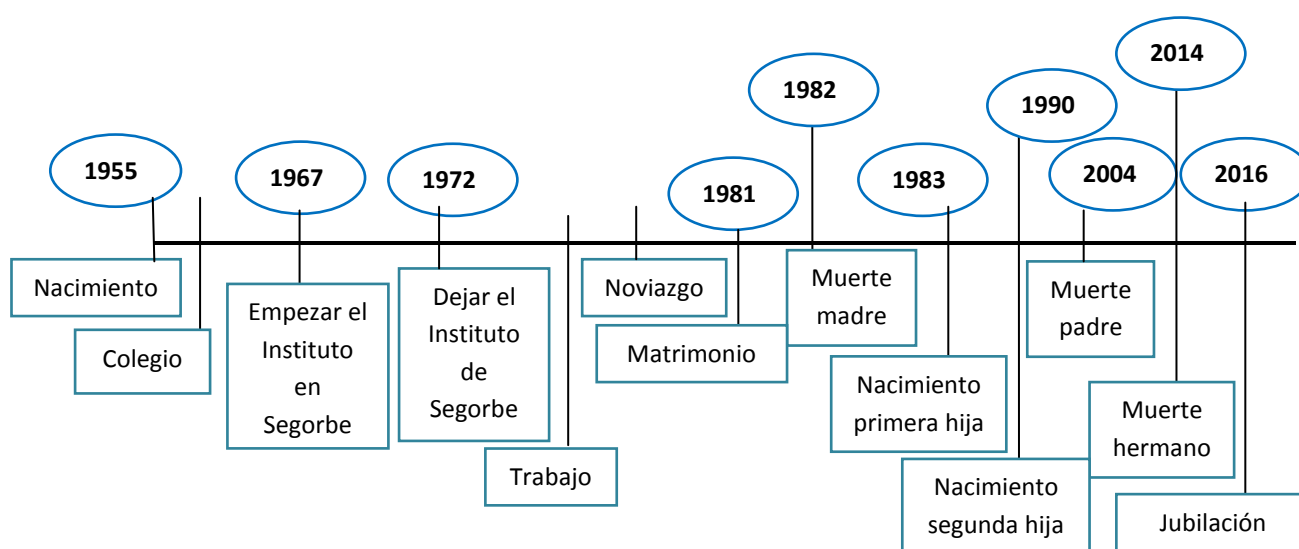 2014
1982
1990
1955
1967
1972
1981
1983
2004
2016
Nacimiento
Colegio
Empezar el
Instituto
en
Segorbe
Dejar el
Instituto
de
Segorbe
Trabajo
Noviazgo
Matrimonio
Muerte
madre
Nacimiento
primera hija
Nacimiento
segunda hija
Muerte
padre
Muerte
hermano
Jubilación